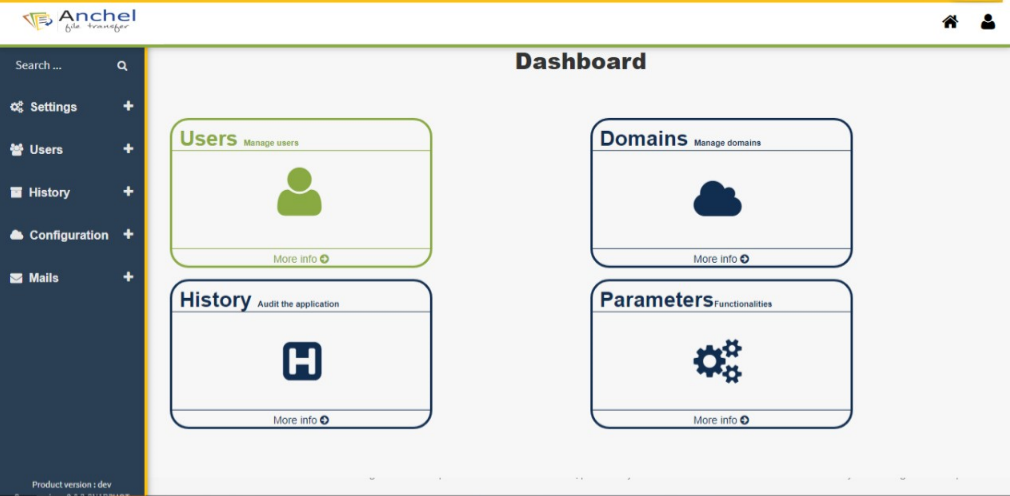 Anchel
file transfer
Search ...
Settings
Users
History
Configuration
Mails
Product version : dev
Dashboard
Users Manage users
More info
Domains Manage domains
More info
History Audit the application
H
More info
Parameters Functionalities
More info